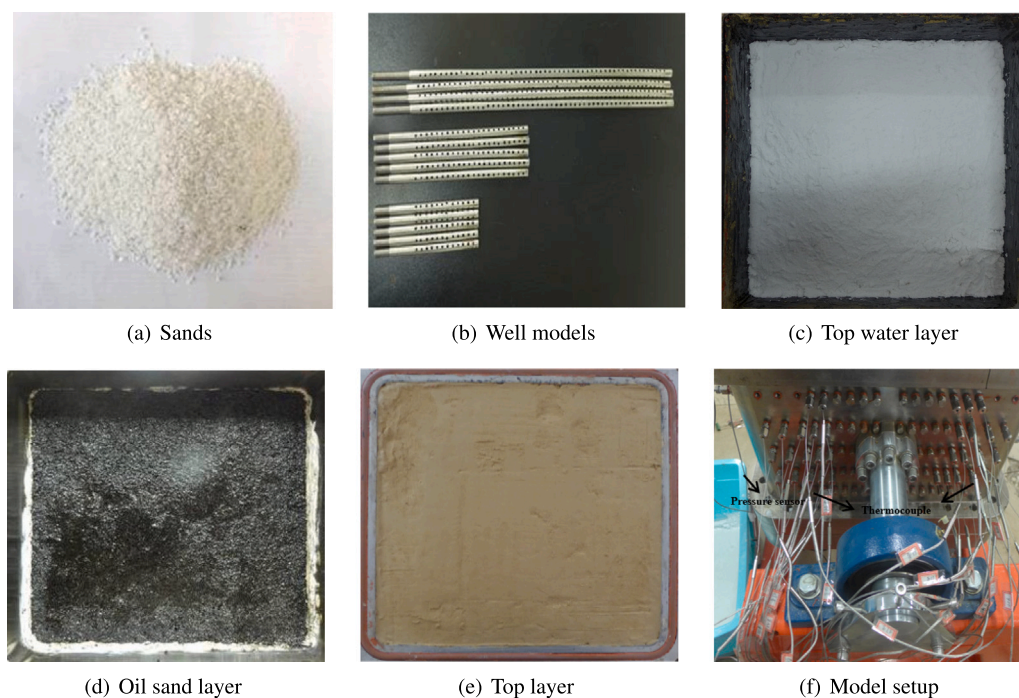 (a) Sands
(b) Well models
(c) Top water layer
Pressure sensor
Thermocouple
(d) Oil sand layer
(e) Top layer
(f) Model setup